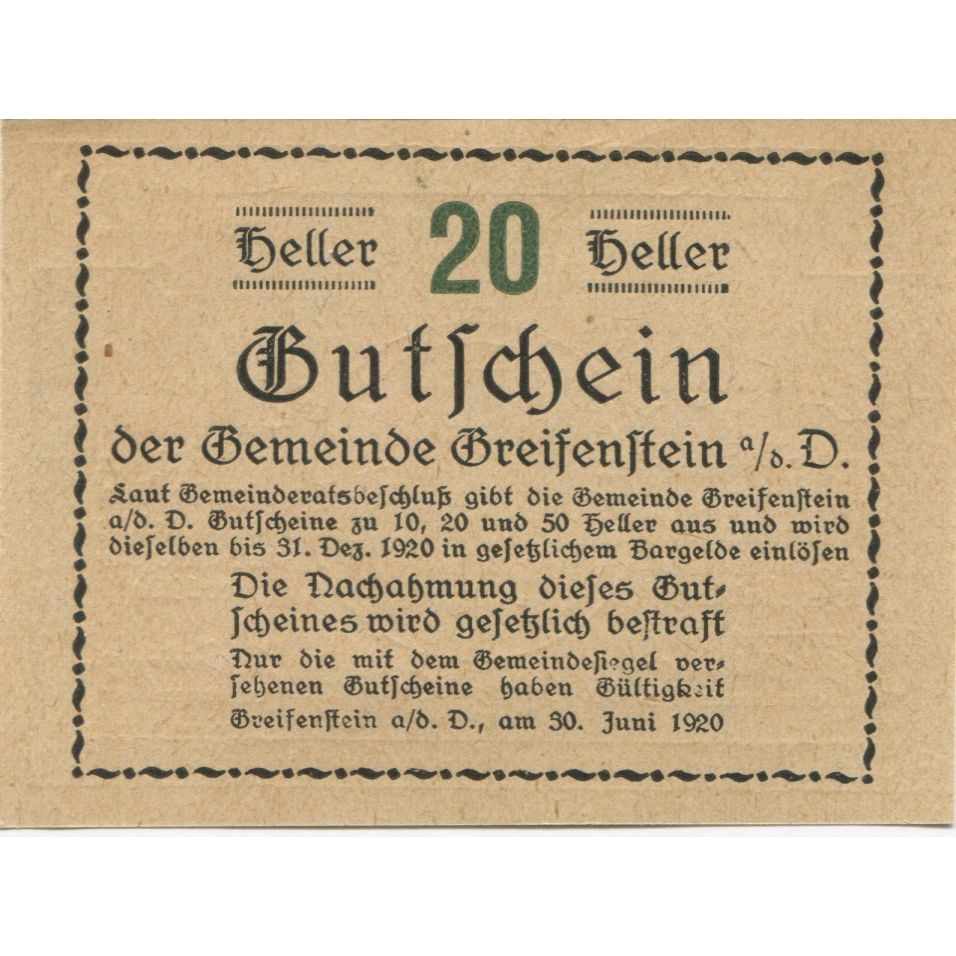 Heller 20 Heller
Gutschein
der Gemeinde Greifenstein a/d. D.
Laut Gemeinderatsbeschluß gibt die Gemeinde Greifenstein
a/d. D. Gutscheine zu 10, 20 und 50 Heller aus und wird
dieselben bis 31. Dez. 1920 in gesetzlichem Bargelde einlösen
Die Nachahmung dieses Gut-
scheines wird gesetzlich bestraft
Nur die mit dem Gemeindesiegel ver-
sehenen Gutscheine haben Gültigkeit
Greifenstein a/d. D., am 30. Juni 1920